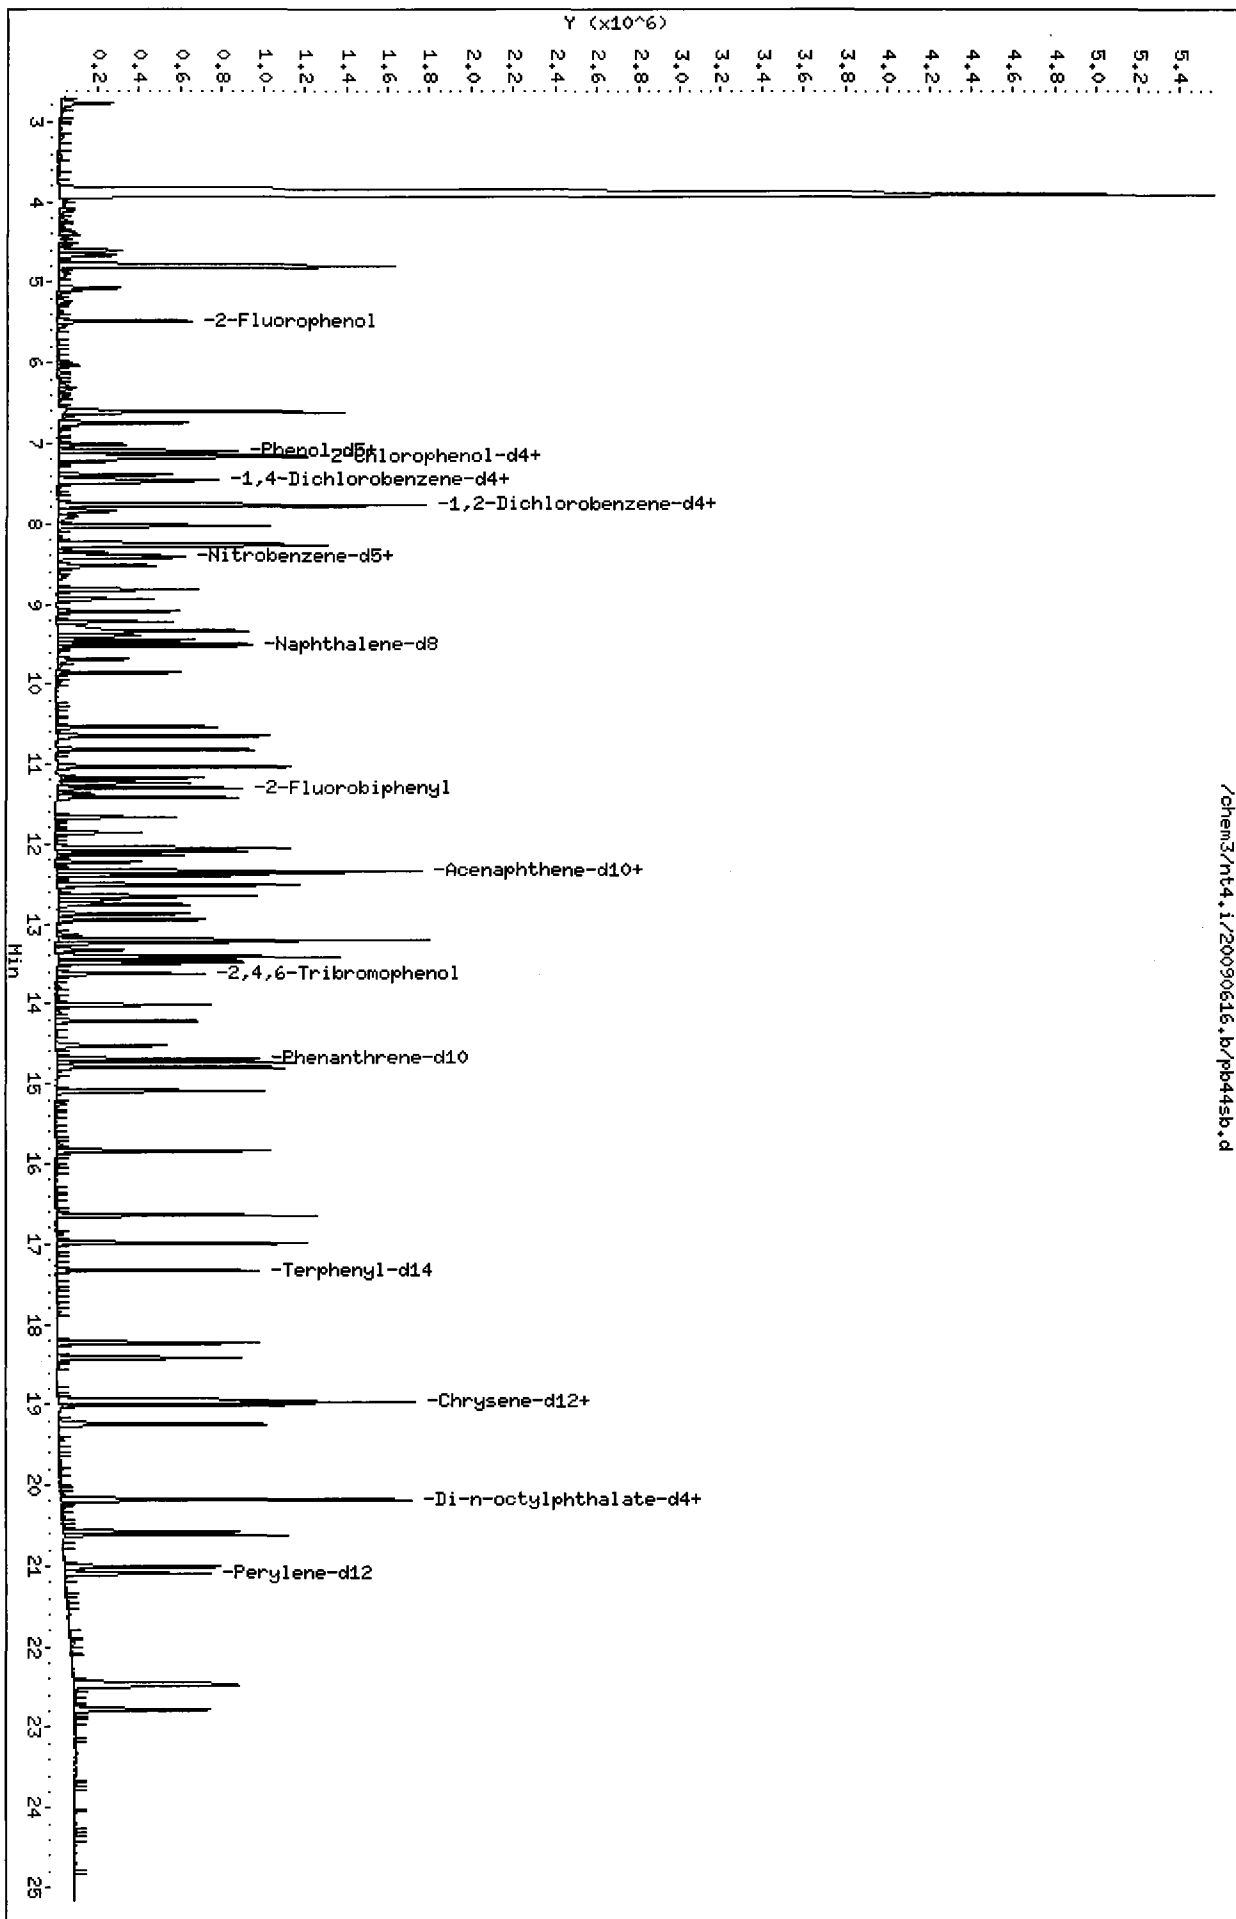 /chem3/nt4.i/20090616.b/pb44sb.d
Y (x10^6)
5.4
5.2
5.0
4.8
4.6
4.4
4.2
4.0
3.8
3.6
3.4
3.2
3.0
2.8
2.6
2.4
2.2
2.0
1.8
1.6
1.4
1.2
1.0
0.8
0.6
0.4
0.2
-2-Fluorophenol
-Phenol-d5+
-2-Chlorophenol-d4+
-1,4-Dichlorobenzene-d4+
-1,2-Dichlorobenzene-d4+
-Nitrobenzene-d5+
-Naphthalene-d8
-2-Fluorobiphenyl
-Acenaphthene-d10+
-2,4,6-Tribromophenol
-Phenanthrene-d10
-Terphenyl-d14
-Chrysene-d12+
-Di-n-octylphthalate-d4+
-Perylene-d12
3 4 5 6 7 8 9 10 11 12 13 14 15 16 17 18 19 20 21 22 23 24 25
Min